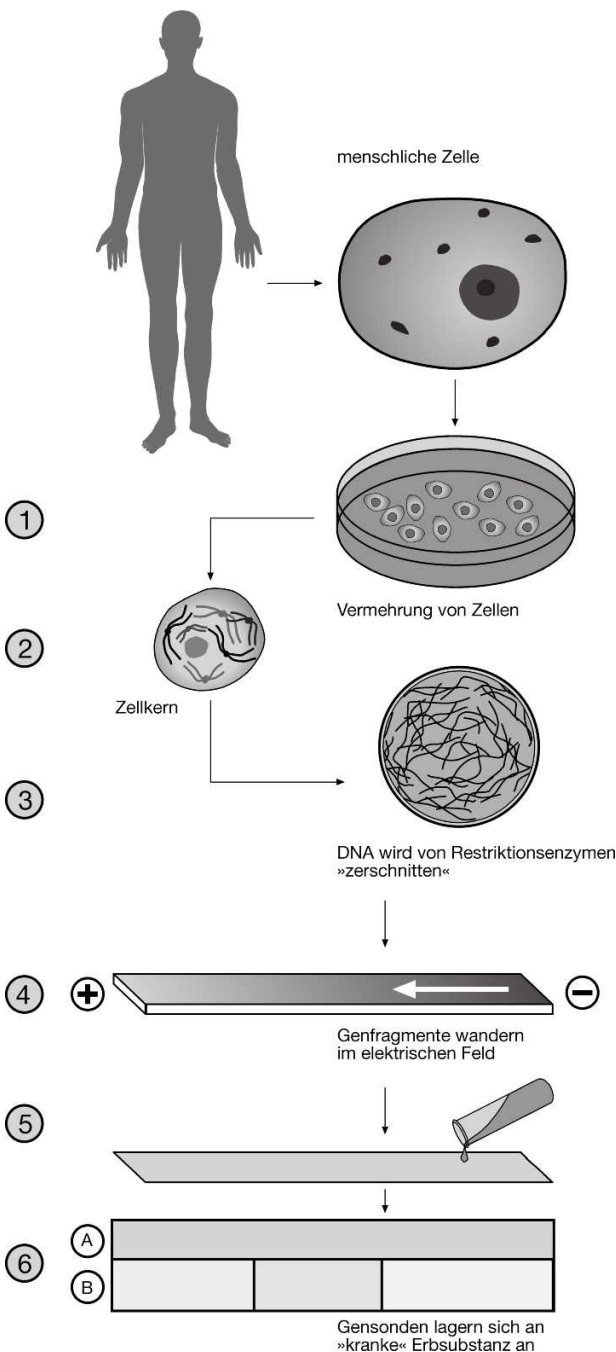 menschliche Zelle
1
Vermehrung von Zellen
2
Zellkern
3
DNA wird von Restriktionsenzymen
»zerschnitten«
4
+
−
Genfragmente wandern
im elektrischen Feld
5
6
A
B
Gensonden lagern sich an
»kranke« Erbsubstanz an